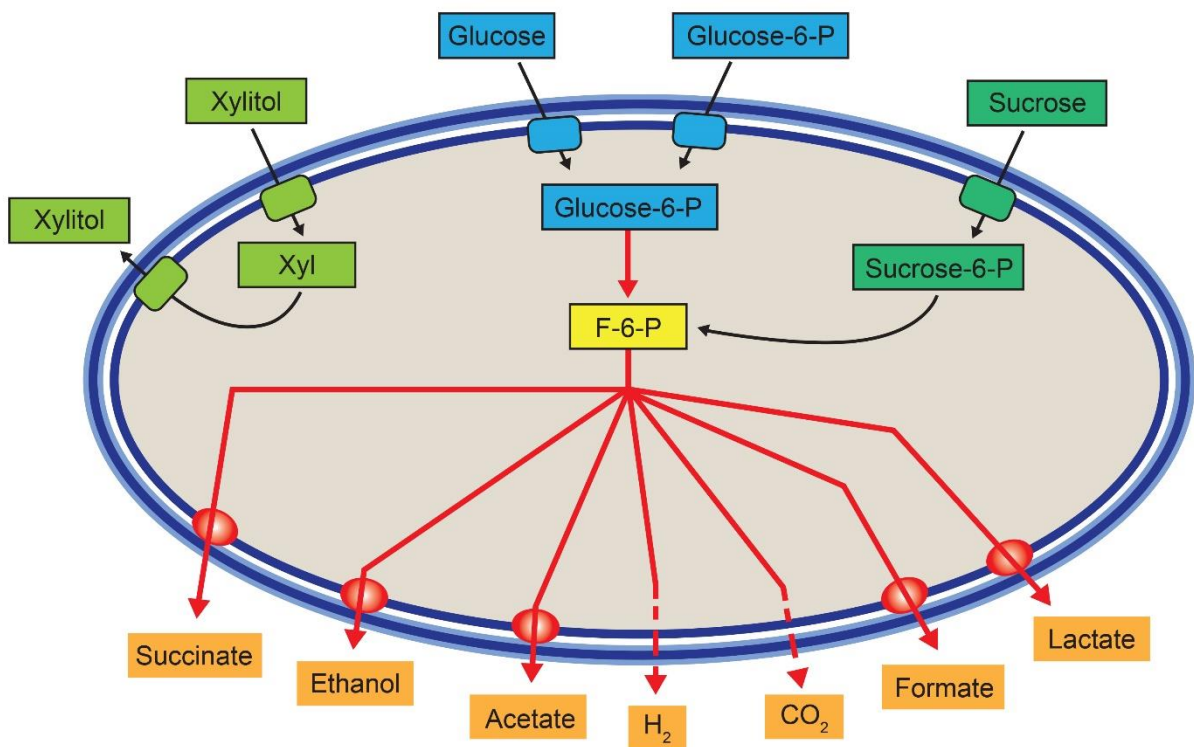 Glucose
Glucose-6-P
Xylitol
Sucrose
Xylitol
Glucose-6-P
Xyl
Sucrose-6-P
F-6-P
Succinate
Ethanol
Acetate
H₂
CO₂
Formate
Lactate